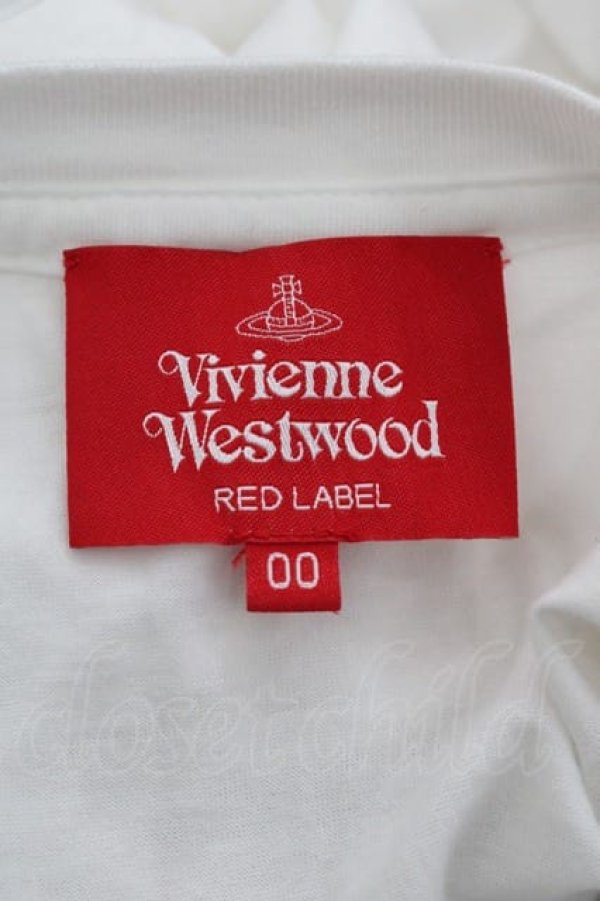 Vivienne
Westwood
RED LABEL
00
closetchild